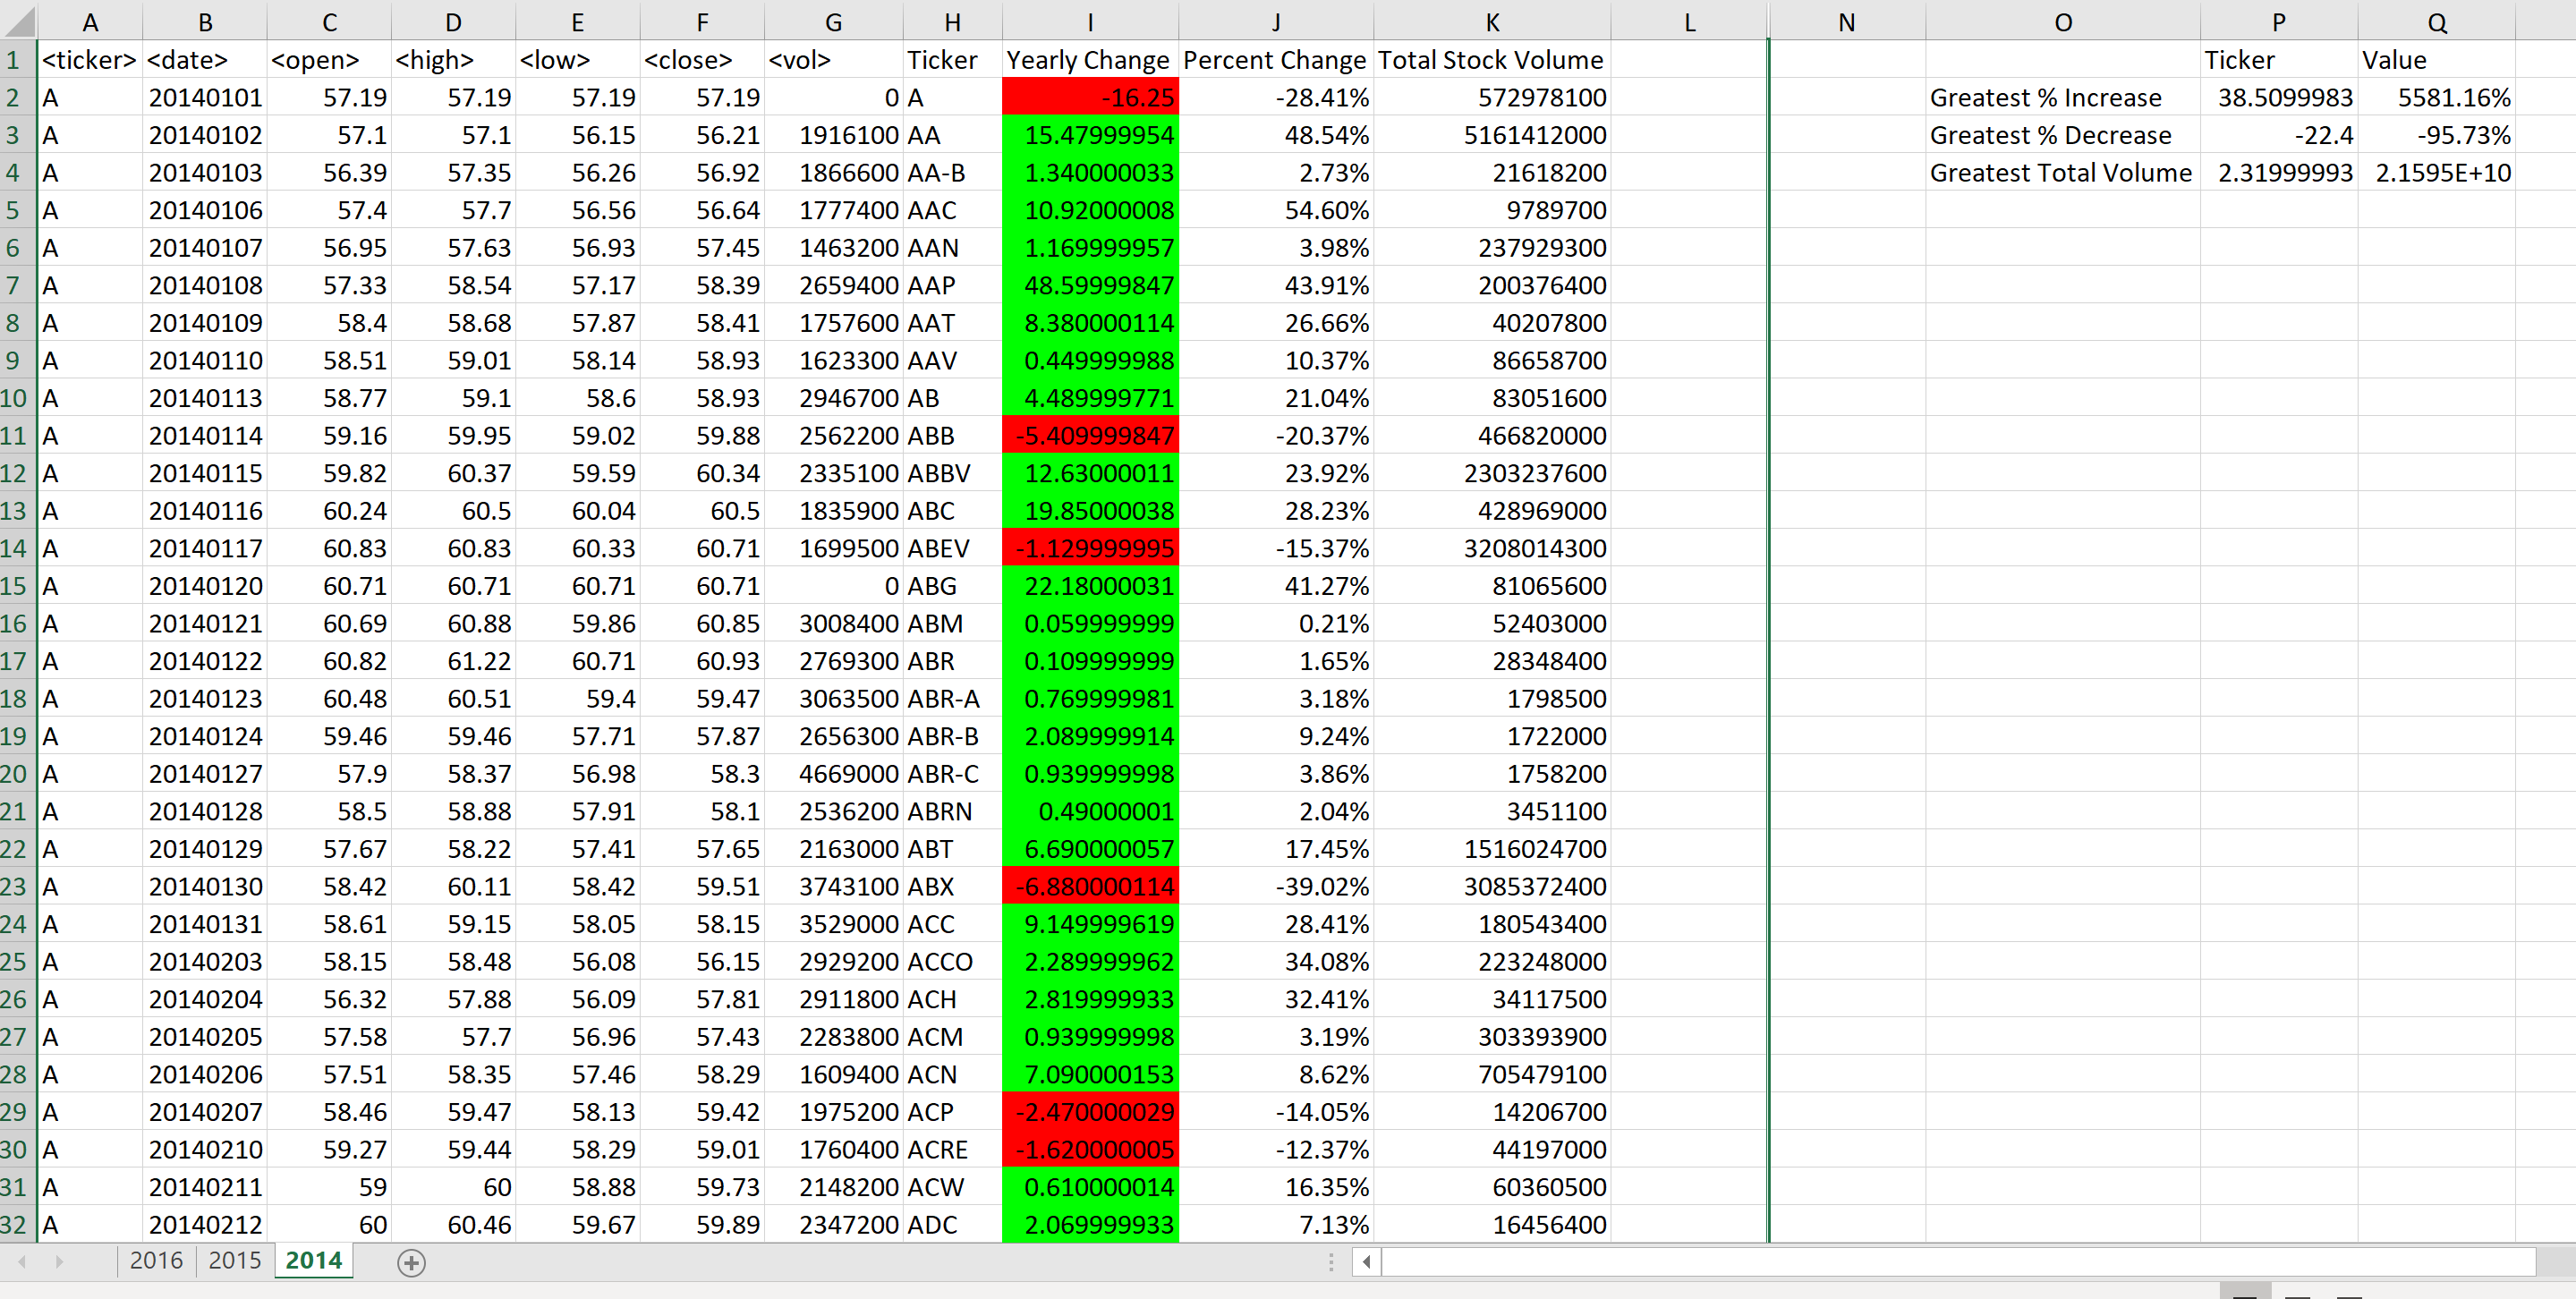 A B C D E F G H I J K L N O P Q
1 <ticker> <date> <open> <high> <low> <close> <vol> Ticker Yearly Change Percent Change Total Stock Volume Ticker Value
2 A 20140101 57.19 57.19 57.19 57.19 0 A -16.25 -28.41% 572978100 Greatest % Increase 38.5099983 5581.16%
3 A 20140102 57.1 57.1 56.15 56.21 1916100 AA 15.47999954 48.54% 5161412000 Greatest % Decrease -22.4 -95.73%
4 A 20140103 56.39 57.35 56.26 56.92 1866600 AA-B 1.340000033 2.73% 21618200 Greatest Total Volume 2.31999993 2.1595E+10
5 A 20140106 57.4 57.7 56.56 56.64 1777400 AAC 10.92000008 54.60% 9789700
6 A 20140107 56.95 57.63 56.93 57.45 1463200 AAN 1.169999957 3.98% 237929300
7 A 20140108 57.33 58.54 57.17 58.39 2659400 AAP 48.59999847 43.91% 200376400
8 A 20140109 58.4 58.68 57.87 58.41 1757600 AAT 8.380000114 26.66% 40207800
9 A 20140110 58.51 59.01 58.14 58.93 1623300 AAV 0.449999988 10.37% 86658700
10 A 20140113 58.77 59.1 58.6 58.93 2946700 AB 4.489999771 21.04% 83051600
11 A 20140114 59.16 59.95 59.02 59.88 2562200 ABB -5.409999847 -20.37% 466820000
12 A 20140115 59.82 60.37 59.59 60.34 2335100 ABBV 12.63000011 23.92% 2303237600
13 A 20140116 60.24 60.5 60.04 60.5 1835900 ABC 19.85000038 28.23% 428969000
14 A 20140117 60.83 60.83 60.33 60.71 1699500 ABEV -1.129999995 -15.37% 3208014300
15 A 20140120 60.71 60.71 60.71 60.71 0 ABG 22.18000031 41.27% 81065600
16 A 20140121 60.69 60.88 59.86 60.85 3008400 ABM 0.059999999 0.21% 52403000
17 A 20140122 60.82 61.22 60.71 60.93 2769300 ABR 0.109999999 1.65% 28348400
18 A 20140123 60.48 60.51 59.4 59.47 3063500 ABR-A 0.769999981 3.18% 1798500
19 A 20140124 59.46 59.46 57.71 57.87 2656300 ABR-B 2.089999914 9.24% 1722000
20 A 20140127 57.9 58.37 56.98 58.3 4669000 ABR-C 0.939999998 3.86% 1758200
21 A 20140128 58.5 58.88 57.91 58.1 2536200 ABRN 0.49000001 2.04% 3451100
22 A 20140129 57.67 58.22 57.41 57.65 2163000 ABT 6.690000057 17.45% 1516024700
23 A 20140130 58.42 60.11 58.42 59.51 3743100 ABX -6.880000114 -39.02% 3085372400
24 A 20140131 58.61 59.15 58.05 58.15 3529000 ACC 9.149999619 28.41% 180543400
25 A 20140203 58.15 58.48 56.08 56.15 2929200 ACCO 2.289999962 34.08% 223248000
26 A 20140204 56.32 57.88 56.09 57.81 2911800 ACH 2.819999933 32.41% 34117500
27 A 20140205 57.58 57.7 56.96 57.43 2283800 ACM 0.939999998 3.19% 303393900
28 A 20140206 57.51 58.35 57.46 58.29 1609400 ACN 7.090000153 8.62% 705479100
29 A 20140207 58.46 59.47 58.13 59.42 1975200 ACP -2.470000029 -14.05% 14206700
30 A 20140210 59.27 59.44 58.29 59.01 1760400 ACRE -1.620000005 -12.37% 44197000
31 A 20140211 59 60 58.88 59.73 2148200 ACW 0.610000014 16.35% 60360500
32 A 20140212 60 60.46 59.67 59.89 2347200 ADC 2.069999933 7.13% 16456400
2016 2015 2014